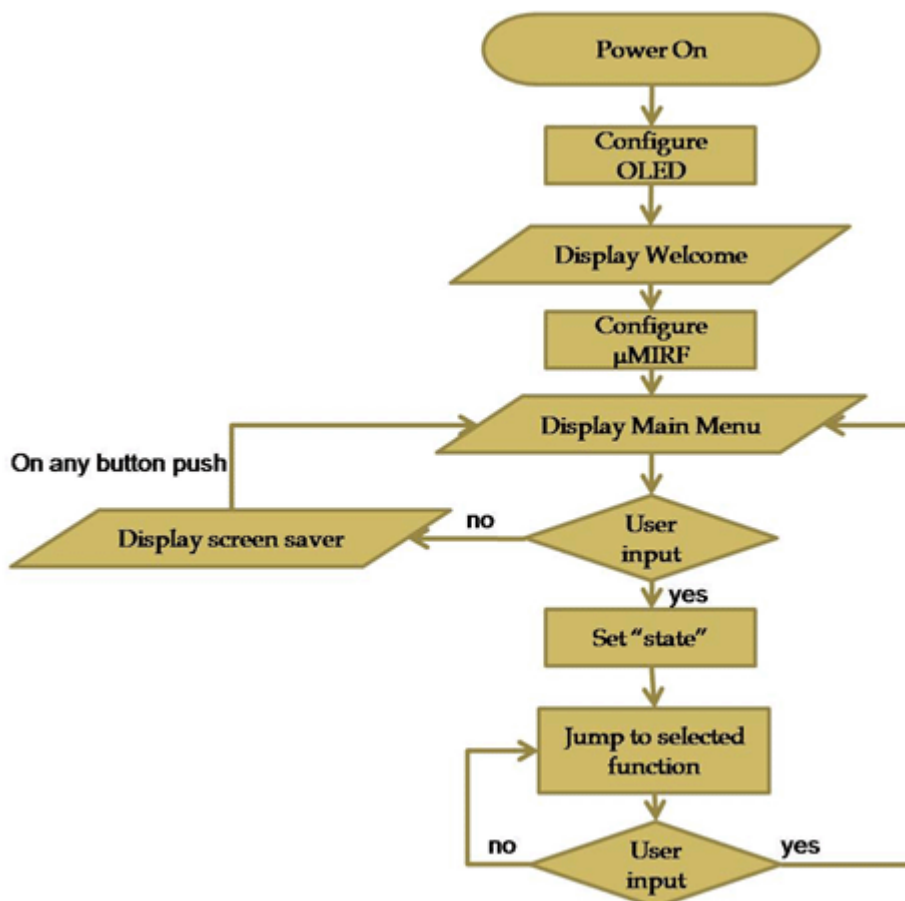 Power On
Configure
OLED
Display Welcome
Configure
µMIRF
Display Main Menu
On any button push
Display screen saver
no
User
input
yes
Set “state”
Jump to selected
function
no
User
input
yes